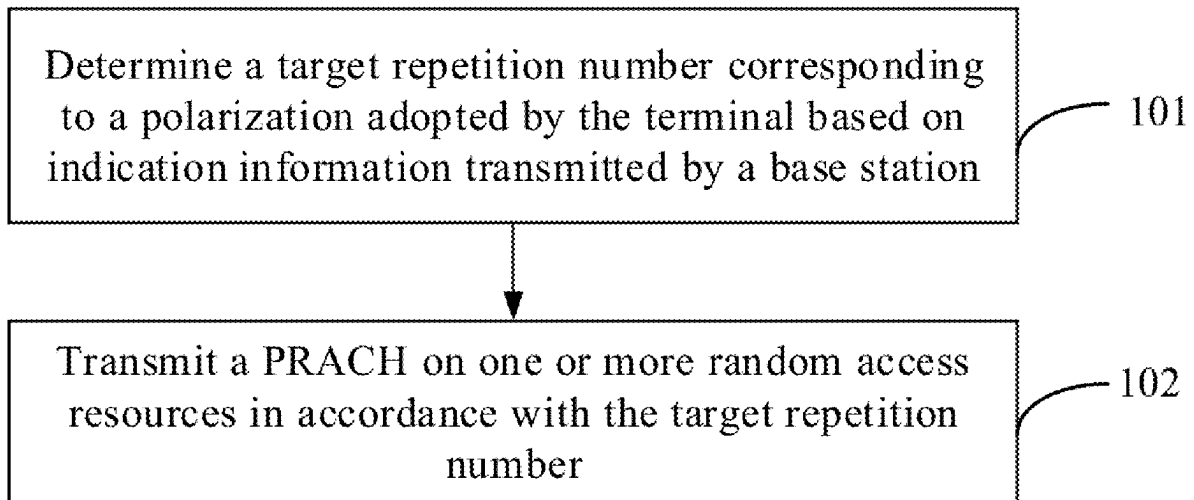 Determine a target repetition number corresponding
to a polarization adopted by the terminal based on
indication information transmitted by a base station
101
Transmit a PRACH on one or more random access
resources in accordance with the target repetition
number
102